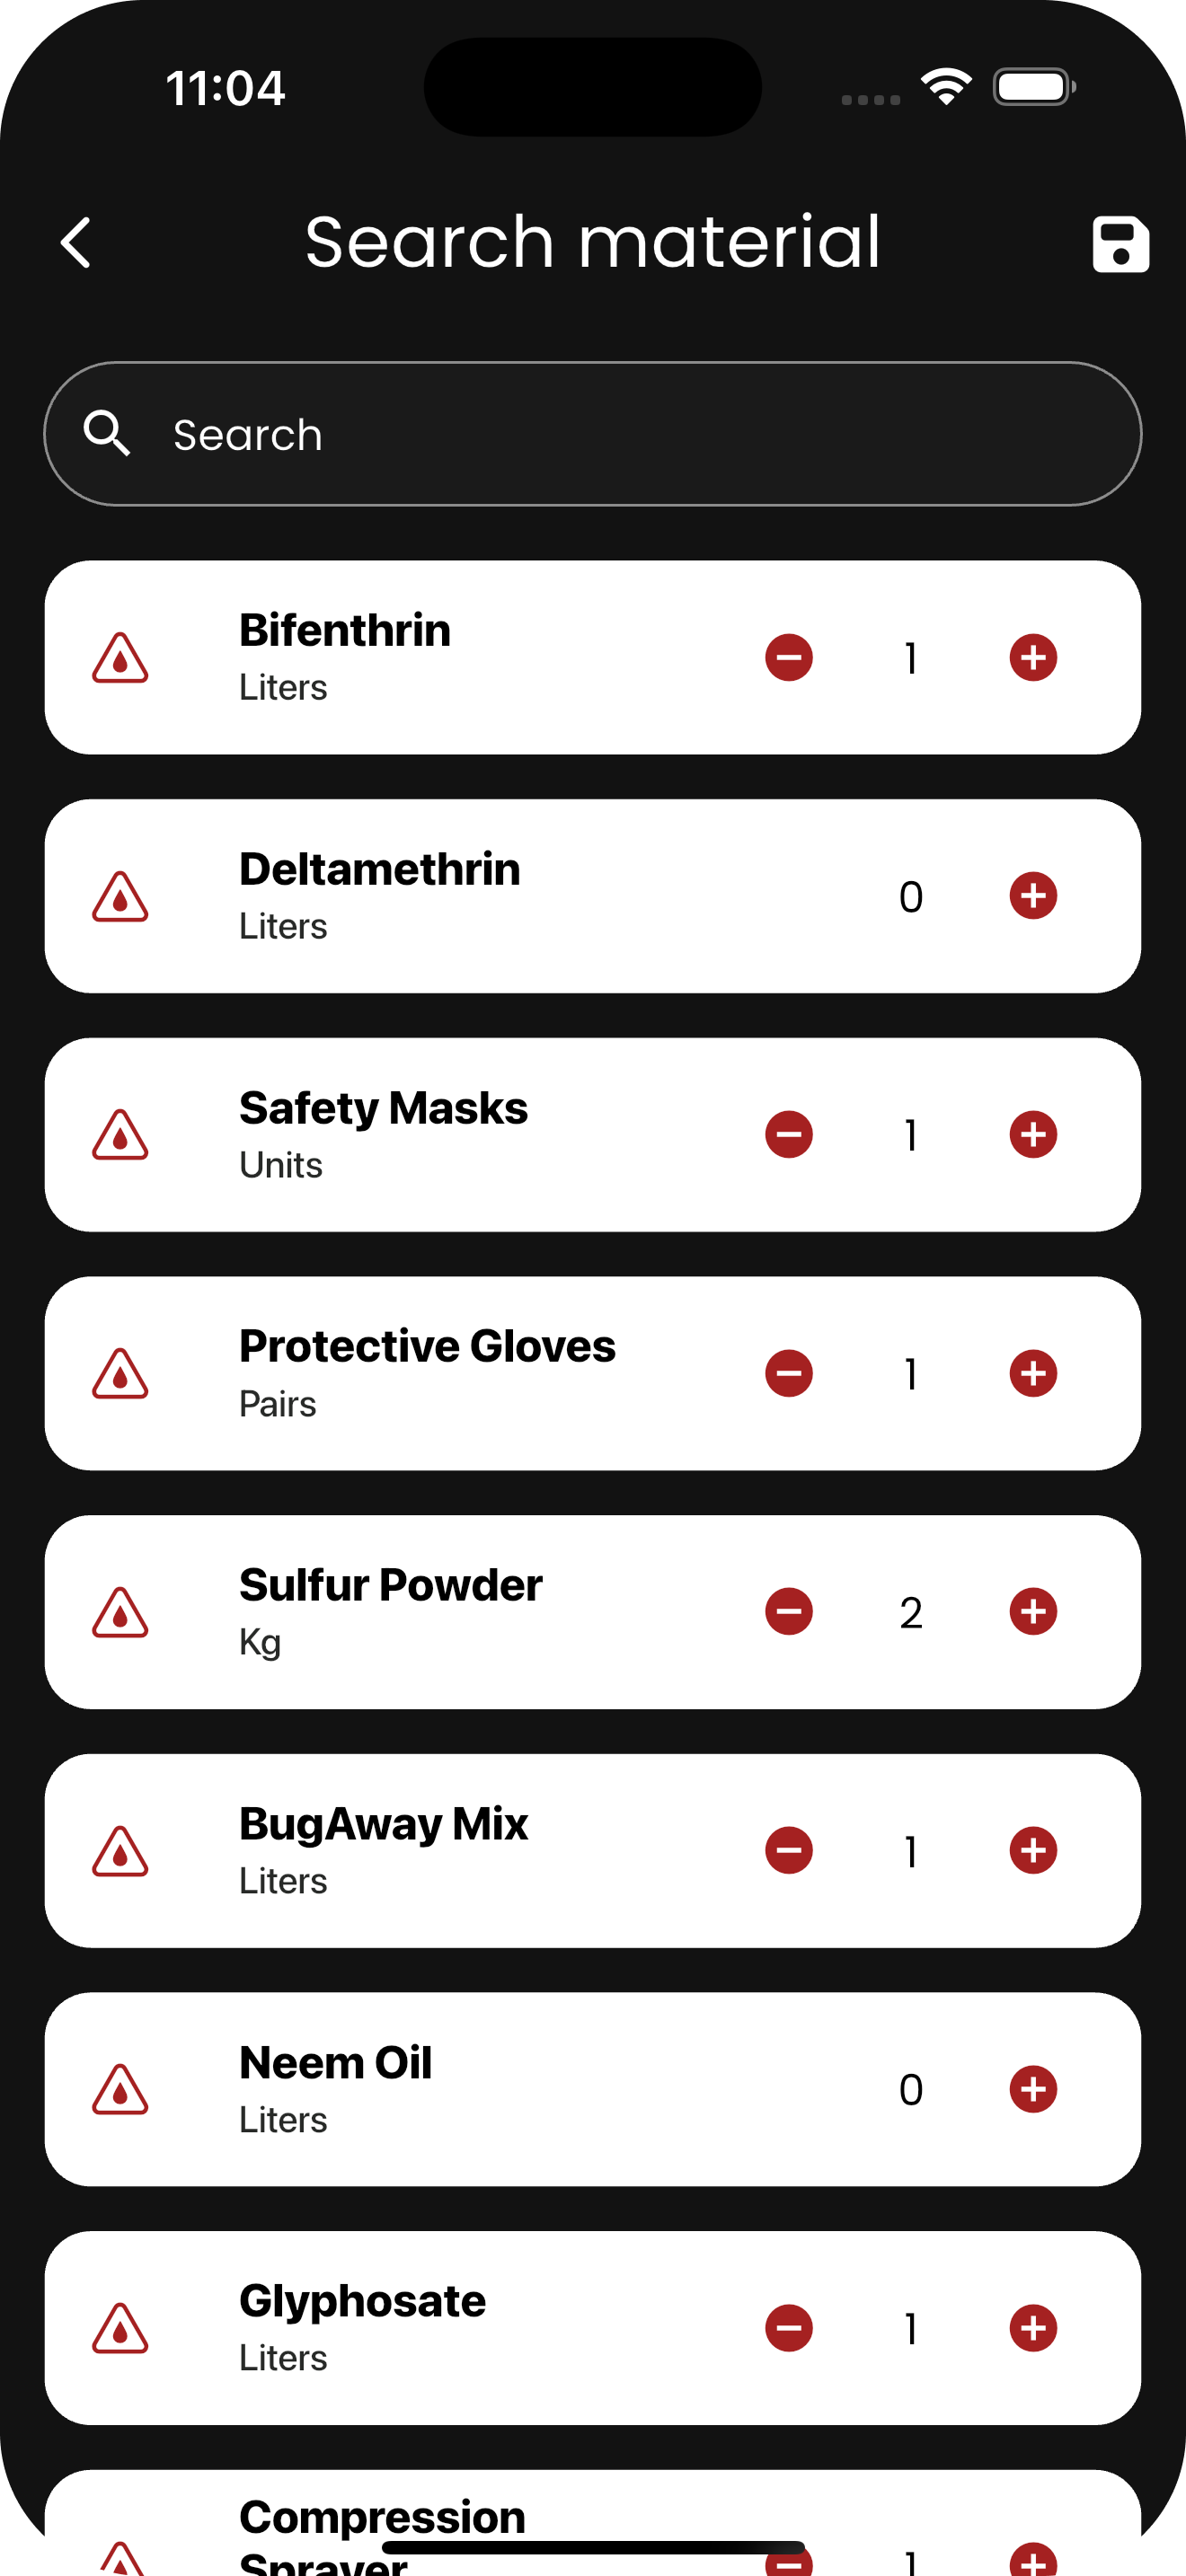 11:04
Search material
Search
Bifenthrin
Liters
1
Deltamethrin
Liters
0
Safety Masks
Units
1
Protective Gloves
Pairs
1
Sulfur Powder
Kg
2
BugAway Mix
Liters
1
Neem Oil
Liters
0
Glyphosate
Liters
1
Compression
Sprayer
1